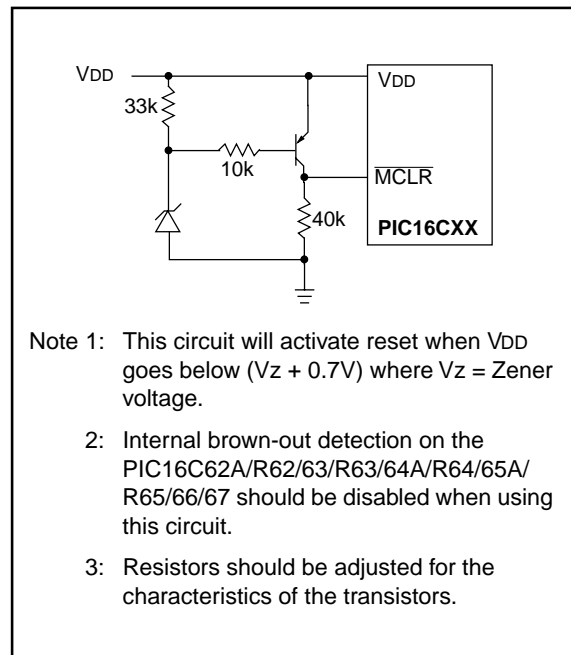 VDD
VDD
33k
10k
MCLR
40k
PIC16CXX
Note 1: This circuit will activate reset when VDD
goes below (Vz + 0.7V) where Vz = Zener
voltage.
2: Internal brown-out detection on the
PIC16C62A/R62/63/R63/64A/R64/65A/
R65/66/67 should be disabled when using
this circuit.
3: Resistors should be adjusted for the
characteristics of the transistors.